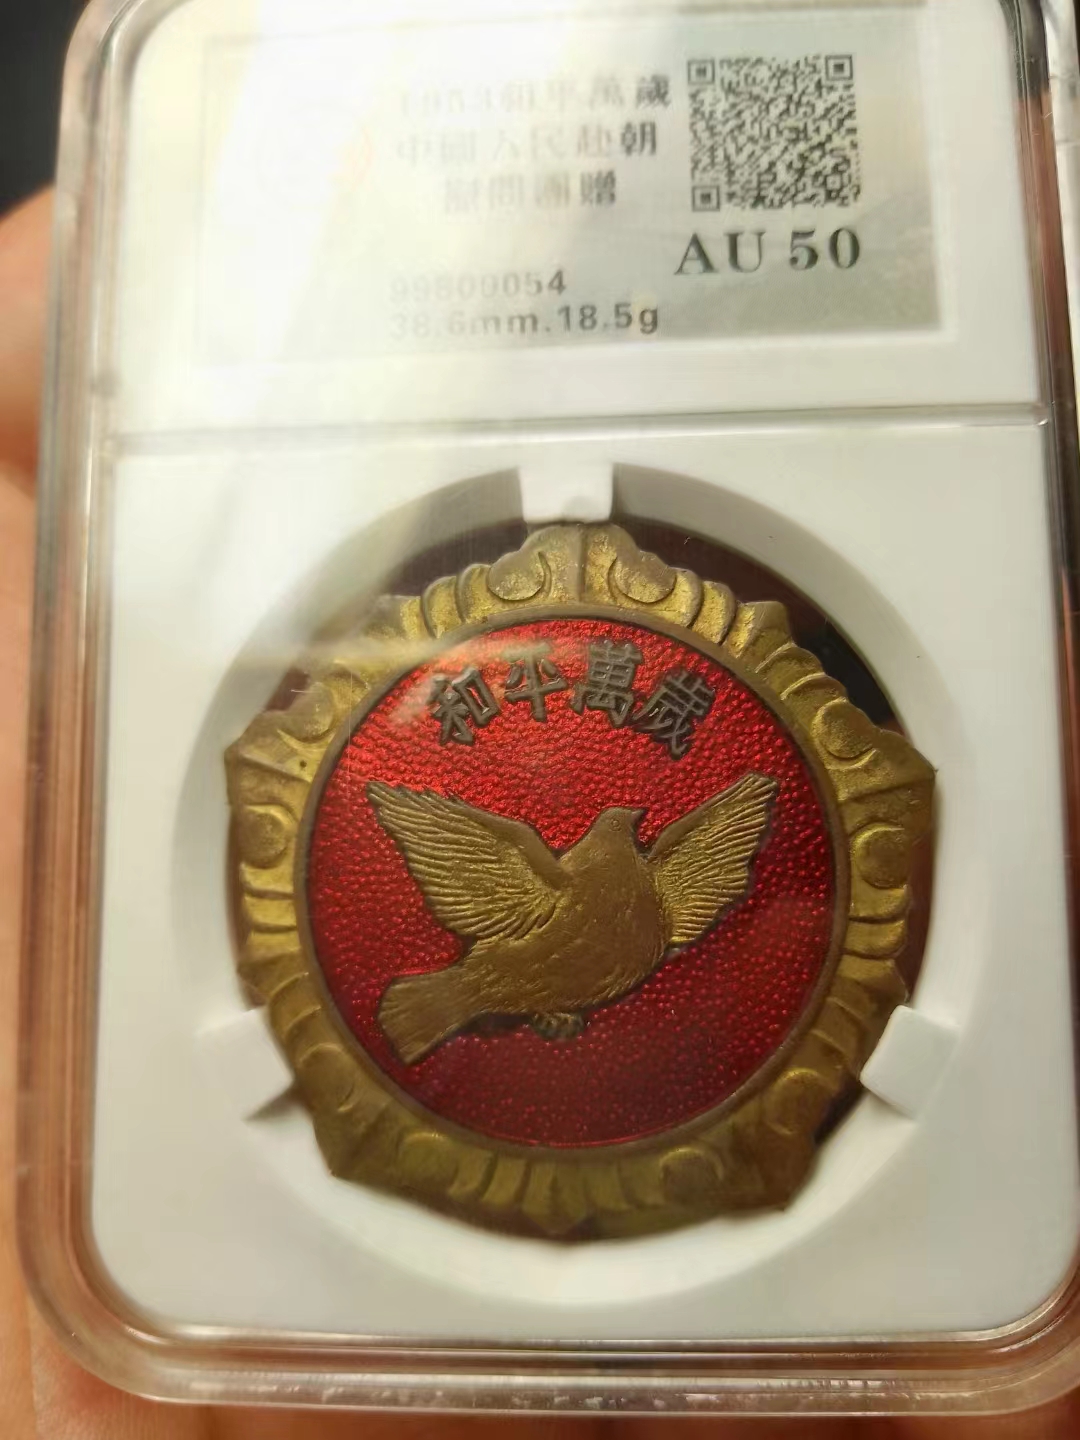 1953和平萬歲
中國人民赴朝
慰問團贈
AU 50
99800054
38.6mm.18.5g
和平萬歲